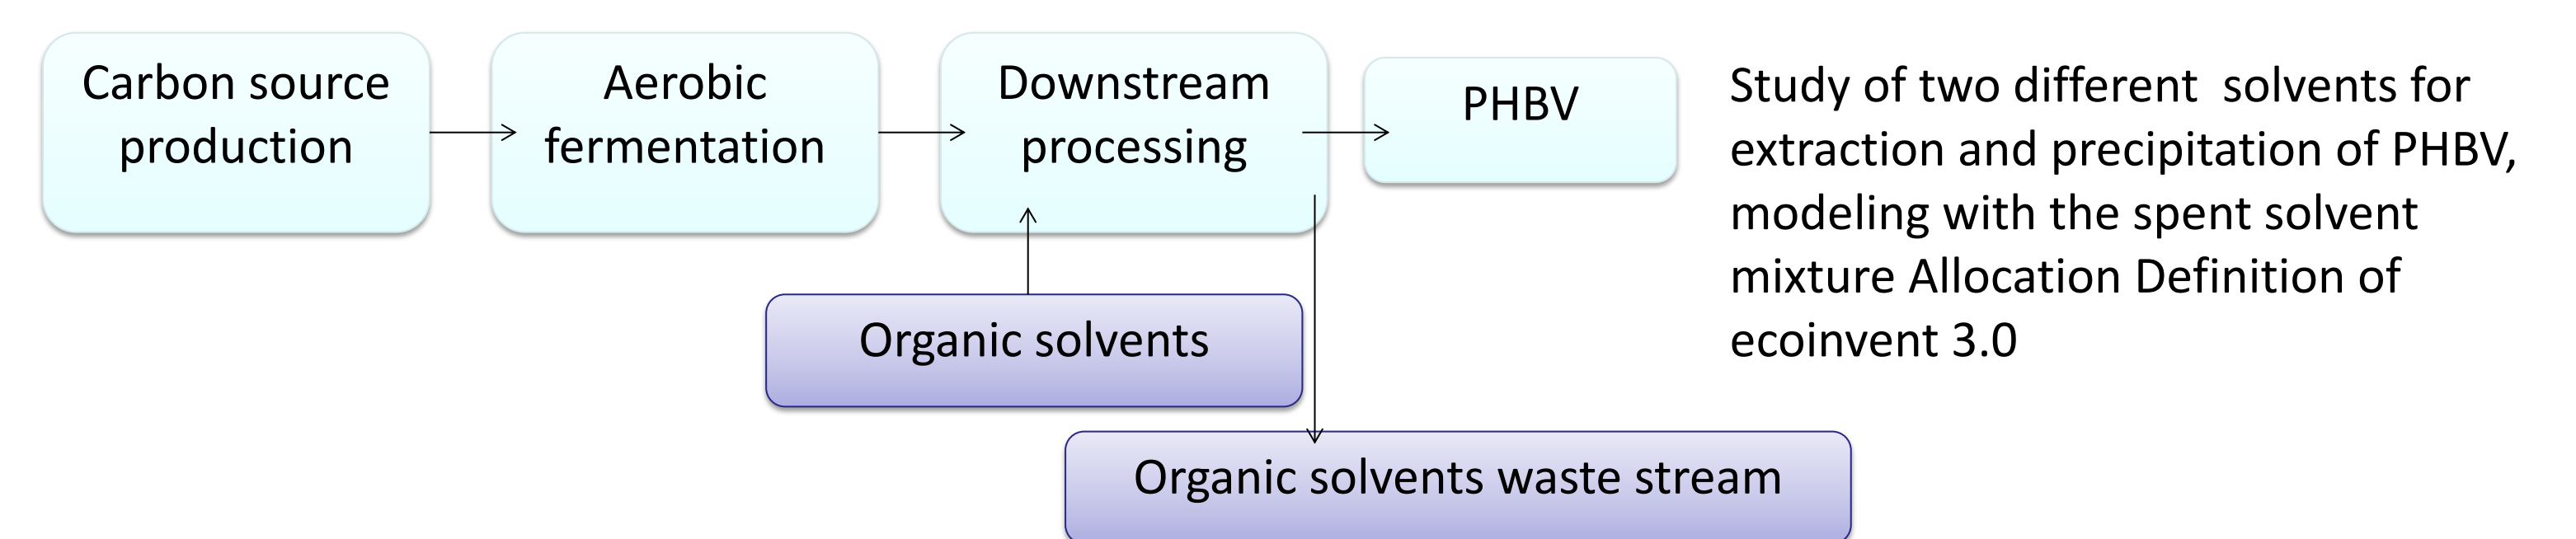 Carbon source
production
Aerobic
fermentation
Downstream
processing
PHBV
Study of two different  solvents for
extraction and precipitation of PHBV,
modeling with the spent solvent
mixture Allocation Definition of
ecoinvent 3.0
Organic solvents
Organic solvents waste stream